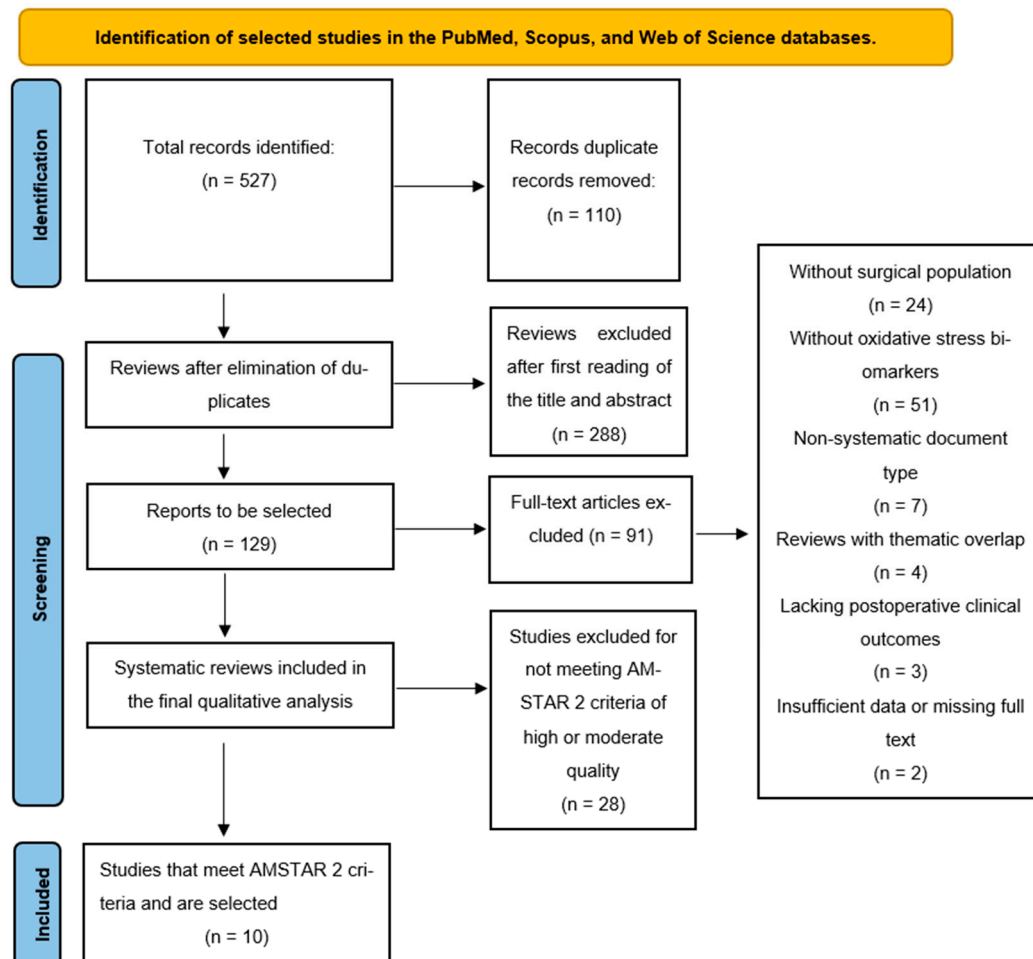 Identification of selected studies in the PubMed, Scopus, and Web of Science databases.
Identification
Total records identified:
(n = 527)
Records duplicate
records removed:
(n = 110)
Screening
Reviews after elimination of du-
plicates
Reviews excluded
after first reading of
the title and abstract
(n = 288)
Reports to be selected
(n = 129)
Full-text articles ex-
cluded (n = 91)
Without surgical population
(n = 24)
Without oxidative stress bi-
omarkers
(n = 51)
Non-systematic document
type
(n = 7)
Reviews with thematic overlap
(n = 4)
Lacking postoperative clinical
outcomes
(n = 3)
Insufficient data or missing full
text
(n = 2)
Systematic reviews included in
the final qualitative analysis
Studies excluded for
not meeting AM-
STAR 2 criteria of
high or moderate
quality
(n = 28)
Included
Studies that meet AMSTAR 2 cri-
teria and are selected
(n = 10)